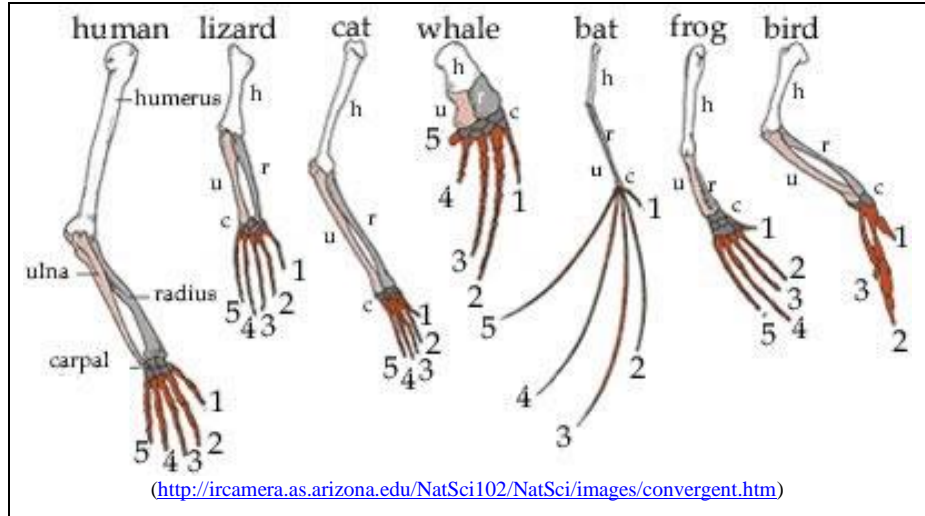 human lizard cat whale bat frog bird
humerus
ulna
radius
carpal
1
2
3
4
5
h
r
u
c
1
2
3
4
5
h
r
u
c
1
2
3
4
5
h
r
u
c
5
4
3
2
1
h
r
u
c
1
2
3
4
5
h
r
u
c
1
2
3
4
5
h
r
u
c
1
3
2
(http://ircamera.as.arizona.edu/NatSci102/NatSci/images/convergent.htm)